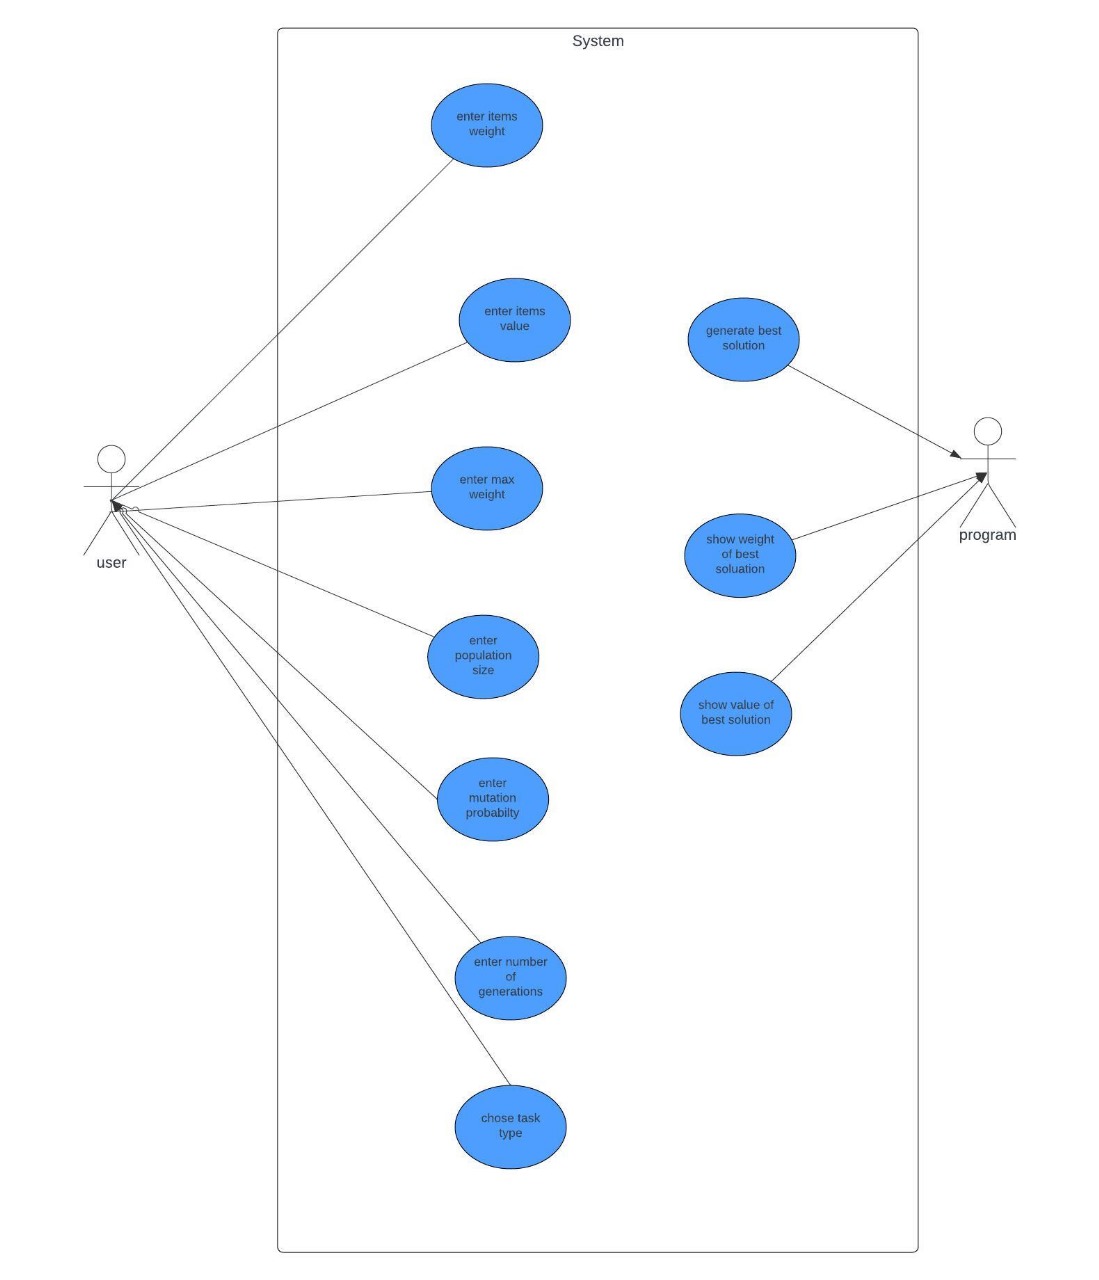 System
enter items
weight
enter items
value
generate best
solution
enter max
weight
user
program
show weight
of best
soluation
enter
population
size
show value of
best solution
enter
mutation
probabilty
enter number
of
generations
chose task
type